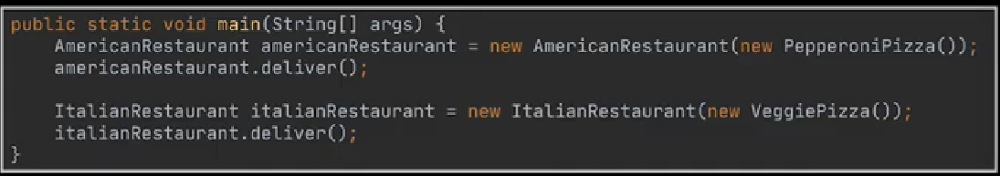 public static void main(String[] args) {
    AmericanRestaurant americanRestaurant = new AmericanRestaurant(new PepperoniPizza());
    americanRestaurant.deliver();

    ItalianRestaurant italianRestaurant = new ItalianRestaurant(new VeggiePizza());
    italianRestaurant.deliver();
}